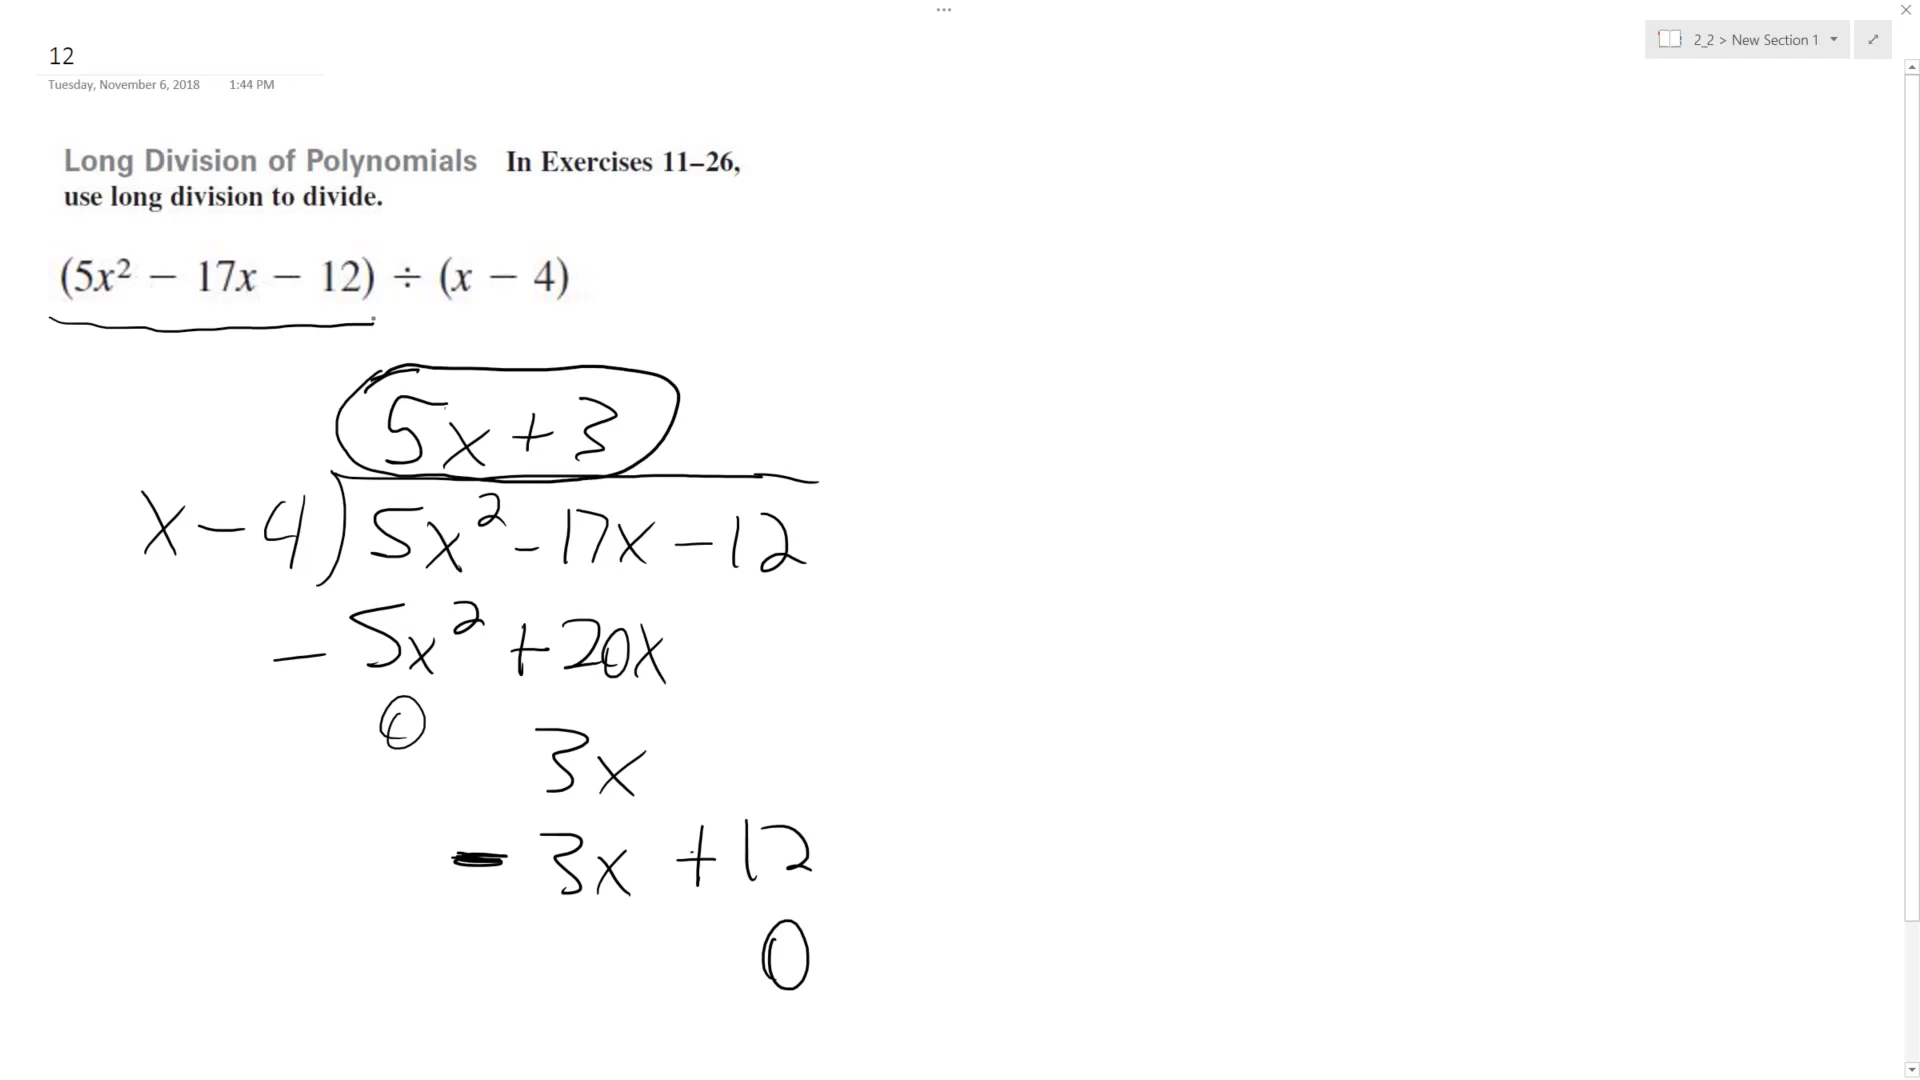 ...
2_2 > New Section 1
12
Tuesday, November 6, 2018 1:44 PM
Long Division of Polynomials In Exercises 11–26,
use long division to divide.
(5x² − 17x − 12) ÷ (x − 4)
5x + 3
x - 4) 5x² - 17x - 12
- 5x² + 20x
0
3x
- 3x + 12
0